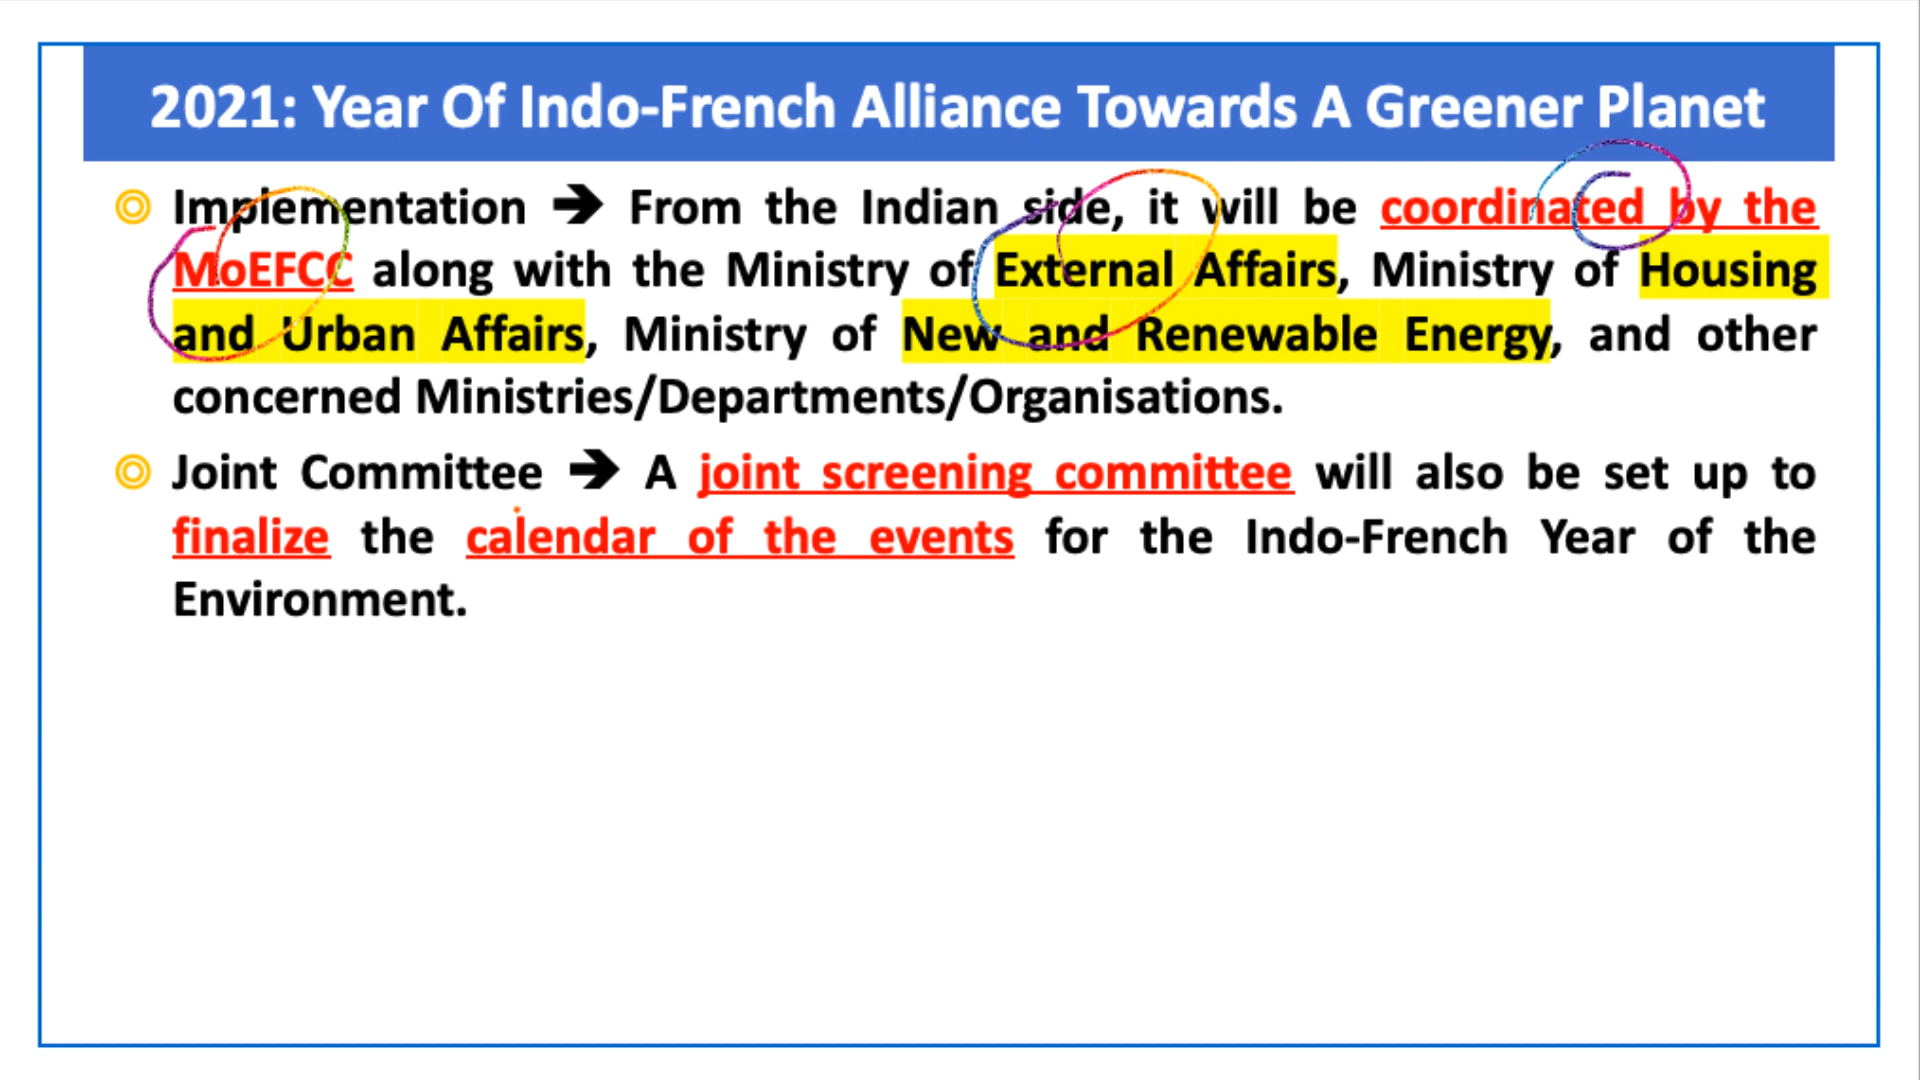 2021: Year Of Indo-French Alliance Towards A Greener Planet
Implementation ➔ From the Indian side, it will be coordinated by the
MoEFCC along with the Ministry of External Affairs, Ministry of Housing
and Urban Affairs, Ministry of New and Renewable Energy, and other
concerned Ministries/Departments/Organisations.
Joint Committee ➔ A joint screening committee will also be set up to
finalize the calendar of the events for the Indo-French Year of the
Environment.